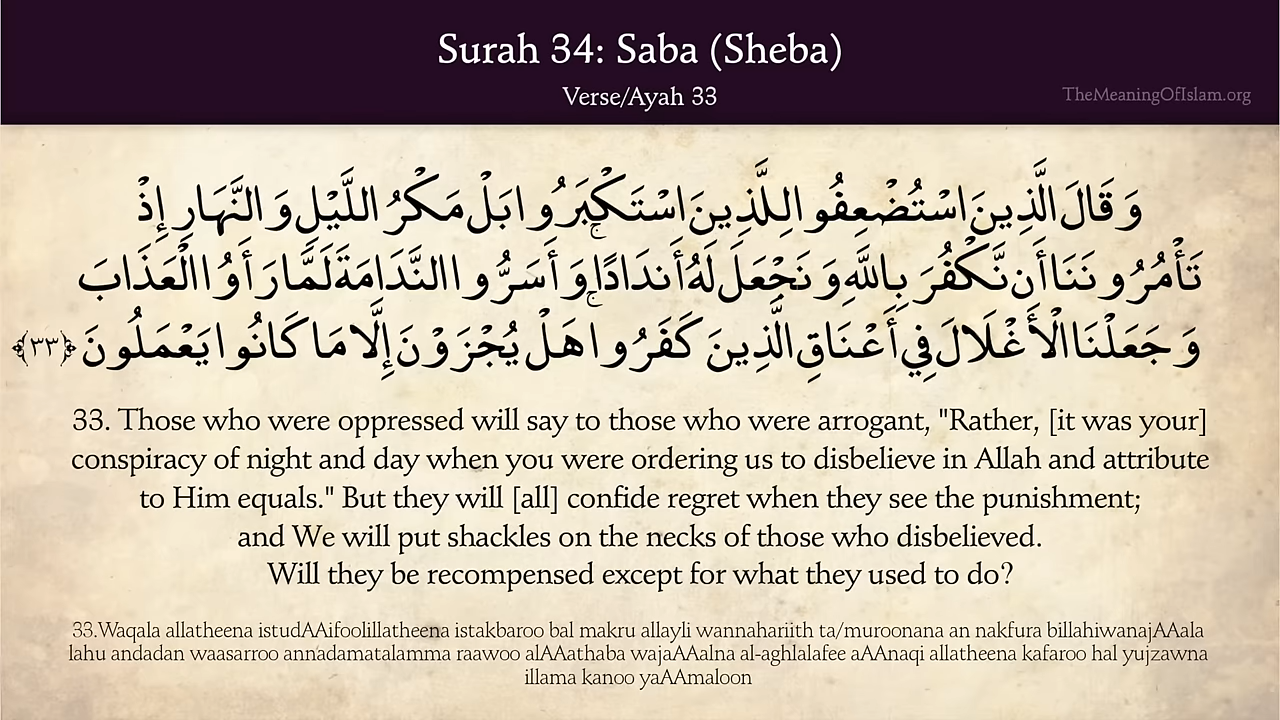 Surah 34: Saba (Sheba)
Verse/Ayah 33
TheMeaningOfIslam.org
وَقَالَ الَّذِينَ اسْتُضْعِفُوا لِلَّذِينَ اسْتَكْبَرُوا بَلْ مَكْرُ اللَّيْلِ وَالنَّهَارِ إِذْ
تَأْمُرُونَنَا أَن نَّكْفُرَ بِاللَّهِ وَنَجْعَلَ لَهُ أَندَادًا ۚ وَأَسَرُّوا النَّدَامَةَ لَمَّا رَأَوُا الْعَذَابَ
وَجَعَلْنَا الْأَغْلَالَ فِي أَعْنَاقِ الَّذِينَ كَفَرُوا ۚ هَلْ يُجْزَوْنَ إِلَّا مَا كَانُوا يَعْمَلُونَ ﴿٣٣﴾
33. Those who were oppressed will say to those who were arrogant, "Rather, [it was your]
conspiracy of night and day when you were ordering us to disbelieve in Allah and attribute
to Him equals." But they will [all] confide regret when they see the punishment;
and We will put shackles on the necks of those who disbelieved.
Will they be recompensed except for what they used to do?
33.Waqala allatheena istudAAifoolillatheena istakbaroo bal makru allayli wannahariith ta/muroonana an nakfura billahiwanajAAala
lahu andadan waasarroo annadamatalamma raawoo alAAathaba wajaAAalna al-aghlalafee aAAnaqi allatheena kafaroo hal yujzawna
illama kanoo yaAAmaloon